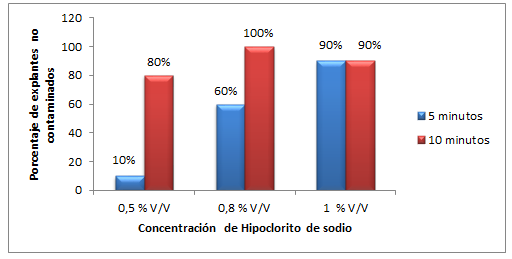 Porcentaje de explantes no
contaminados
120
100
80
60
40
20
0
10%
80%
60%
100%
90%
90%
0,5 % V/V
0,8 % V/V
1 % V/V
Concentración de Hipoclorito de sodio
5 minutos
10 minutos